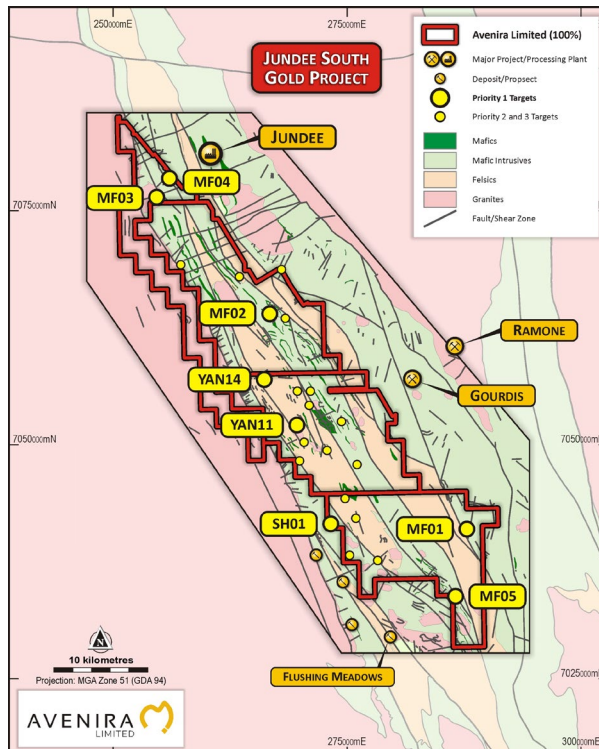 250000mE
275000mE
JUNDEE SOUTH
GOLD PROJECT
Avenira Limited (100%)
Major Project/Processing Plant
Deposit/Propsect
Priority 1 Targets
Priority 2 and 3 Targets
Mafics
Mafic Intrusives
Felsics
Granites
Fault/Shear Zone
JUNDEE
MF04
MF03
7075000mN
MF02
RAMONE
YAN14
GOURDIS
YAN11
7050000mN
7050
SH01
MF01
MF05
N
10 kilometres
Projection: MGA Zone 51 (GDA 94)
FLUSHING MEADOWS
7025000mN
AVENIRA
LIMITED
275000mE
300000mE